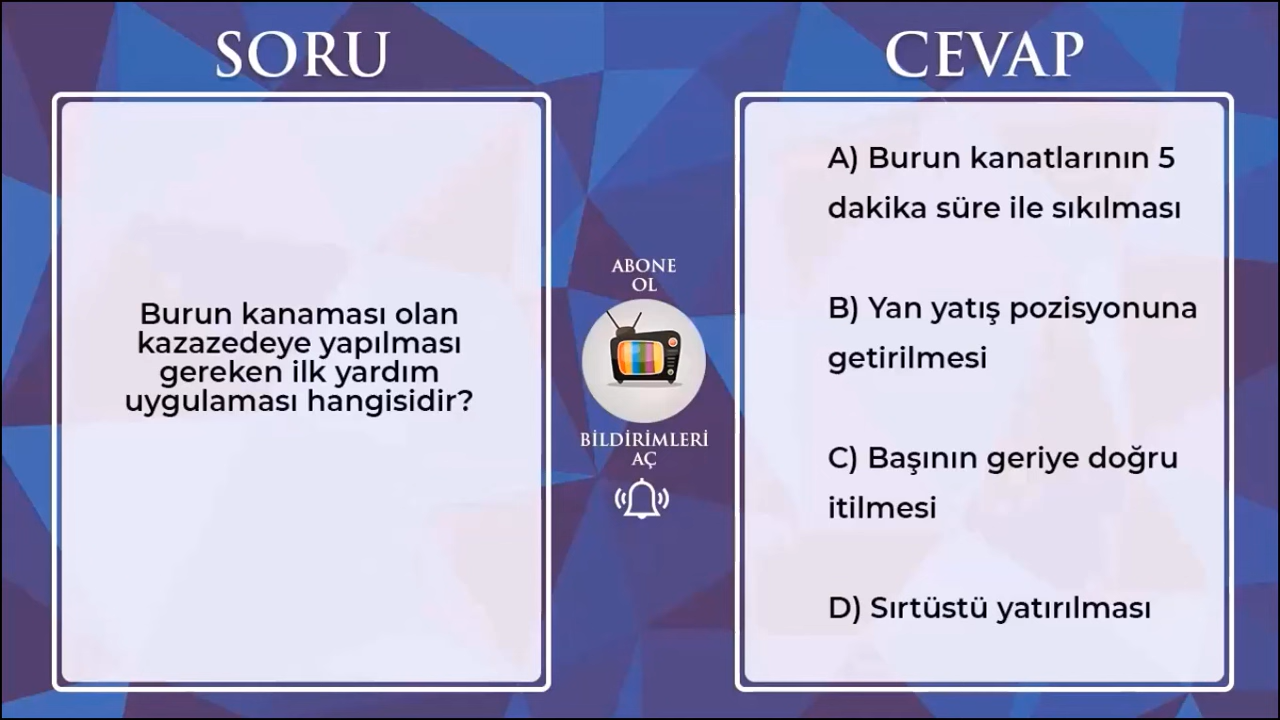 SORU
Burun kanaması olan
kazazedeye yapılması
gereken ilk yardım
uygulaması hangisidir?
ABONE
OL
BİLDİRİMLERİ
AÇ
CEVAP
A) Burun kanatlarının 5
dakika süre ile sıkılması
B) Yan yatış pozisyonuna
getirilmesi
C) Başının geriye doğru
itilmesi
D) Sırtüstü yatırılması